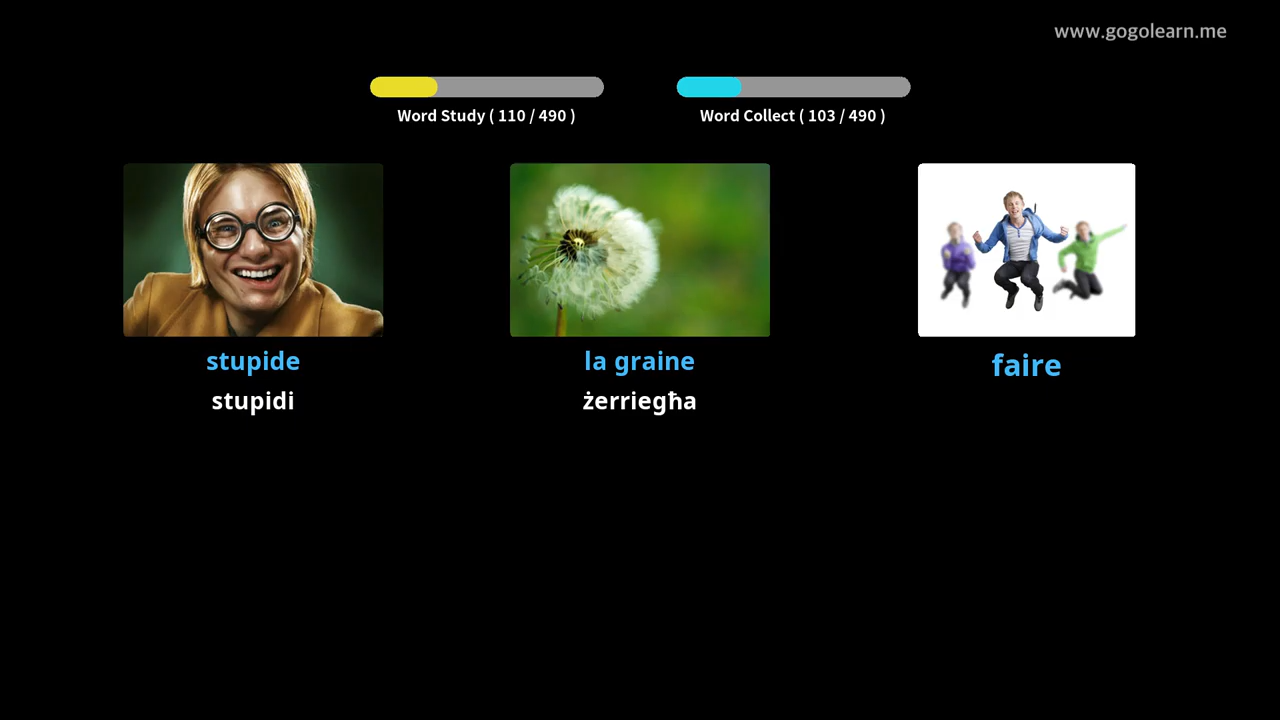 www.gogolearn.me
Word Study ( 110 / 490 )
Word Collect ( 103 / 490 )
stupide
stupidi
la graine
żerriegħa
faire